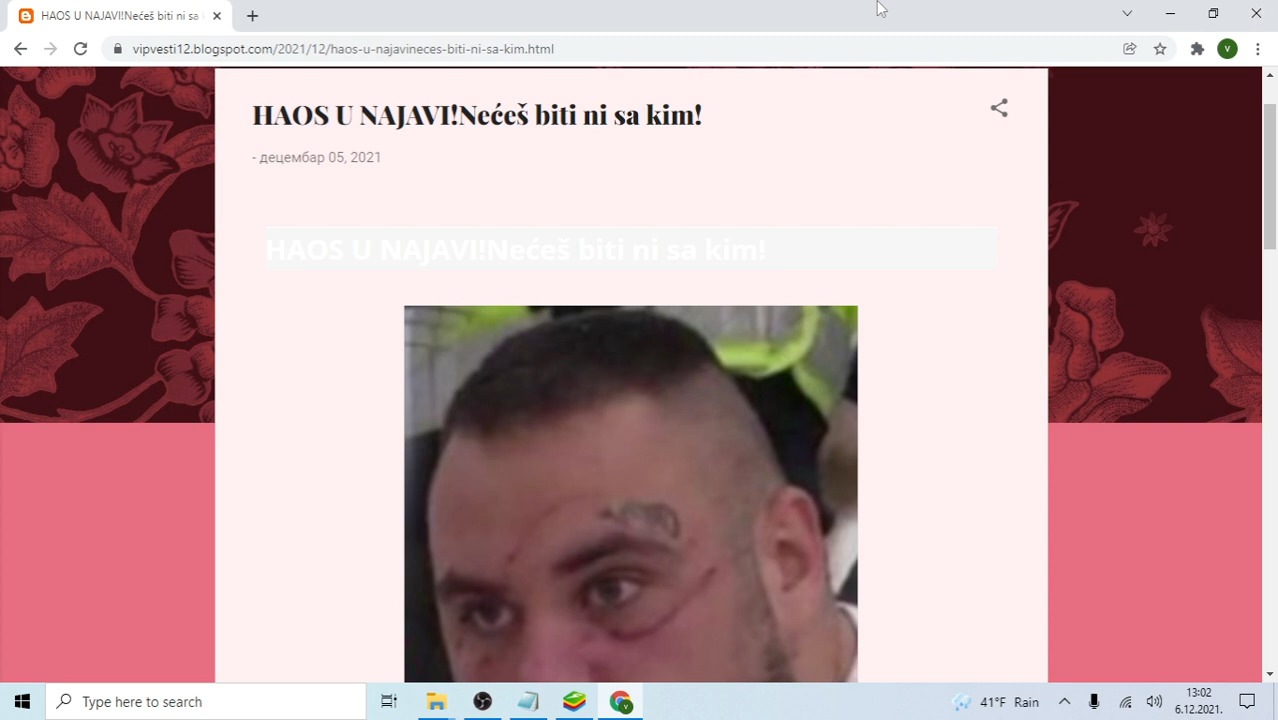 HAOS U NAJAVI!Nećeš biti ni sa
vipvesti12.blogspot.com/2021/12/haos-u-najavineces-biti-ni-sa-kim.html
V
HAOS U NAJAVI!Nećeš biti ni sa kim!
- децембар 05, 2021
HAOS U NAJAVI!Nećeš biti ni sa kim!
Type here to search
V
41°F Rain
13:02
6.12.2021.